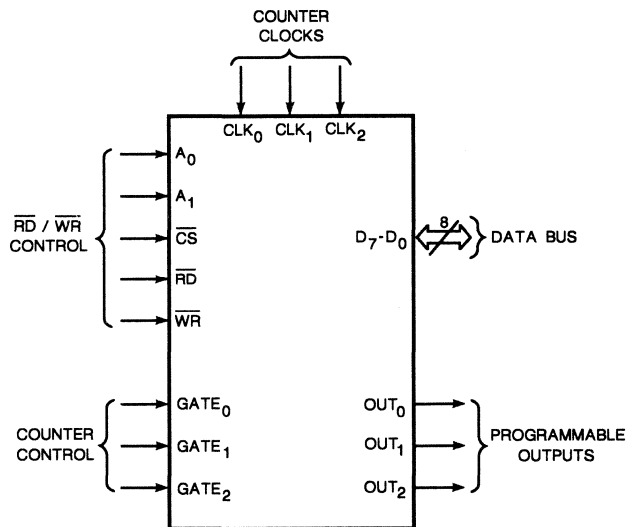 COUNTER
CLOCKS
CLK0 CLK1 CLK2
A0
A1
RD / WR
CONTROL
CS
RD
WR
D7-D0
8
DATA BUS
GATE0
GATE1
GATE2
COUNTER
CONTROL
OUT0
OUT1
OUT2
PROGRAMMABLE
OUTPUTS